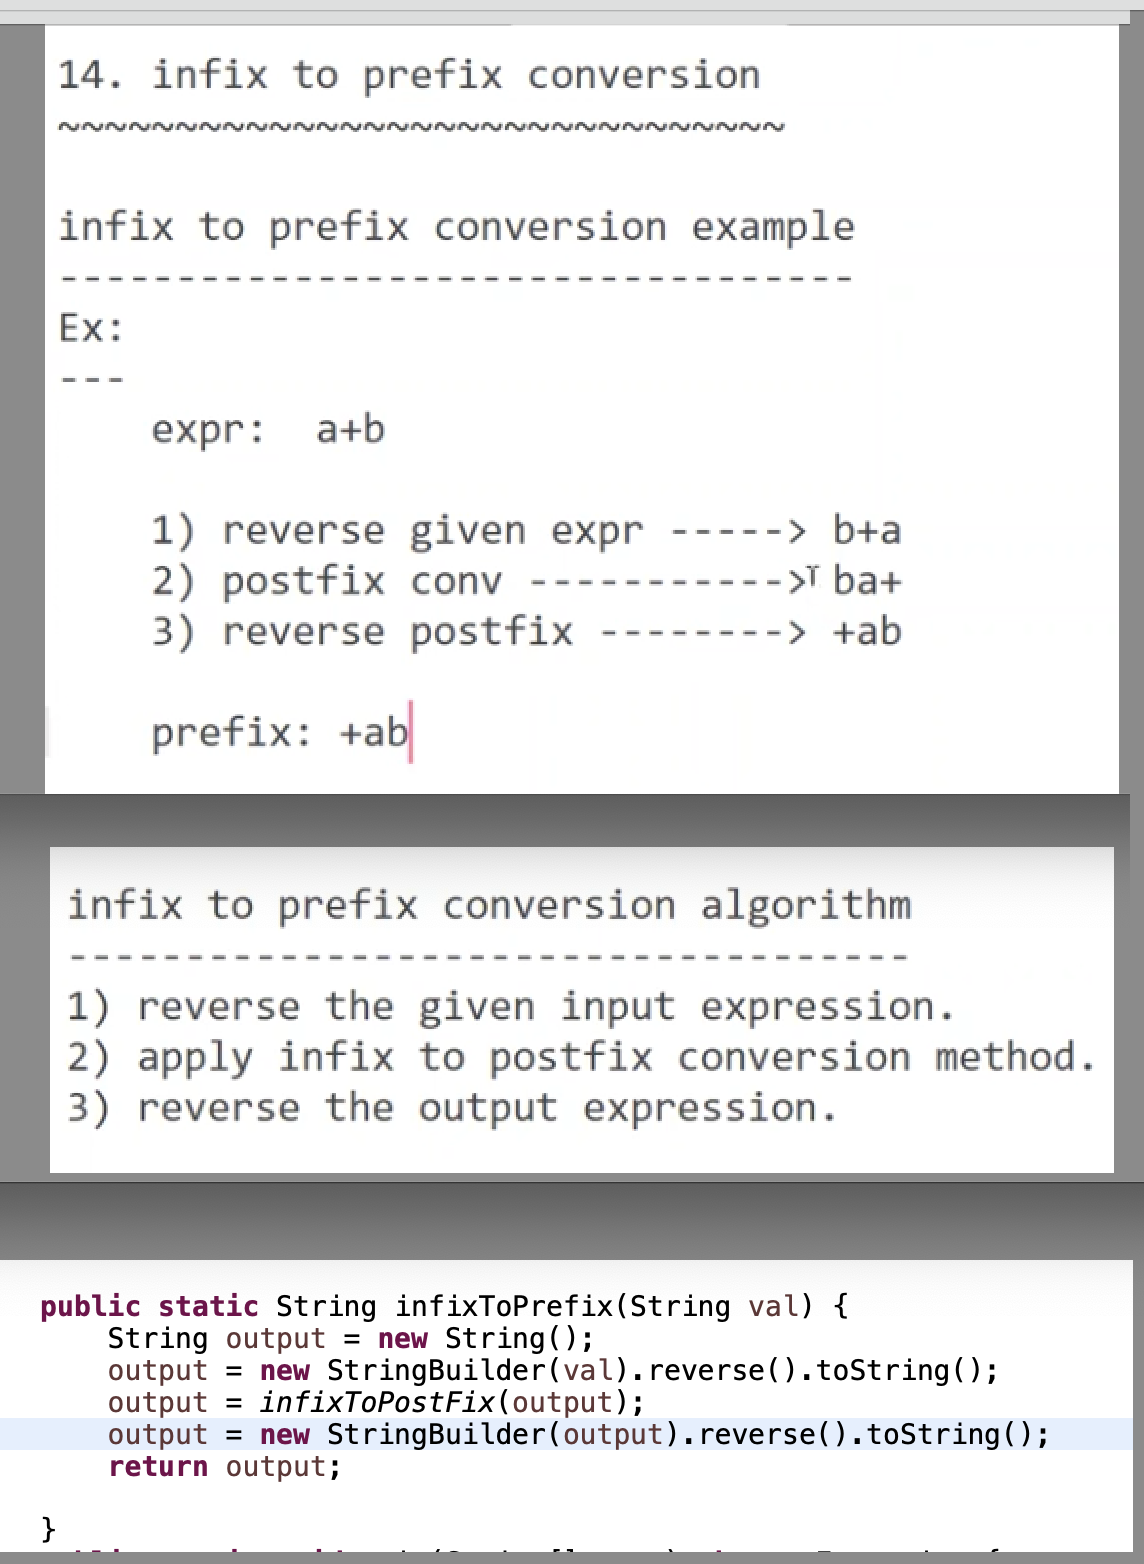 14. infix to prefix conversion
~~~~~~~~~~~~~~~~~~~~~~~~~~~~~~~
infix to prefix conversion example
----------------------------------
Ex:
---
expr:  a+b
1) reverse given expr -----> b+a
2) postfix conv -----------> ba+
3) reverse postfix --------> +ab
prefix: +ab
infix to prefix conversion algorithm
------------------------------------
1) reverse the given input expression.
2) apply infix to postfix conversion method.
3) reverse the output expression.
public static String infixToPrefix(String val) {
String output = new String();
output = new StringBuilder(val).reverse().toString();
output = infixToPostFix(output);
output = new StringBuilder(output).reverse().toString();
return output;
}